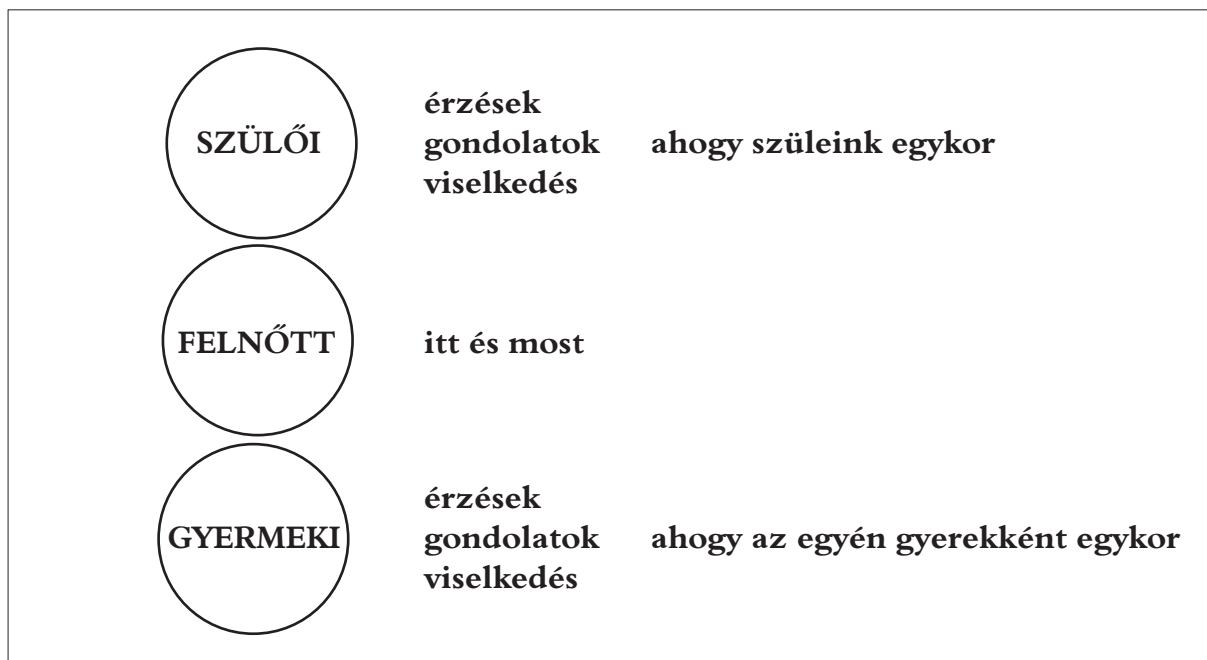 érzések
SZÜLŐI gondolatok ahogy szüleink egykor
viselkedés
FELNŐTT itt és most
érzések
GYERMEKI gondolatok ahogy az egyén gyerekként egykor
viselkedés